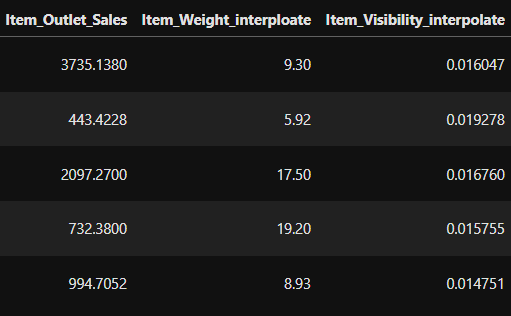 Item_Outlet_Sales Item_Weight_interploate Item_Visibility_interpolate
3735.1380 9.30 0.016047
443.4228 5.92 0.019278
2097.2700 17.50 0.016760
732.3800 19.20 0.015755
994.7052 8.93 0.014751